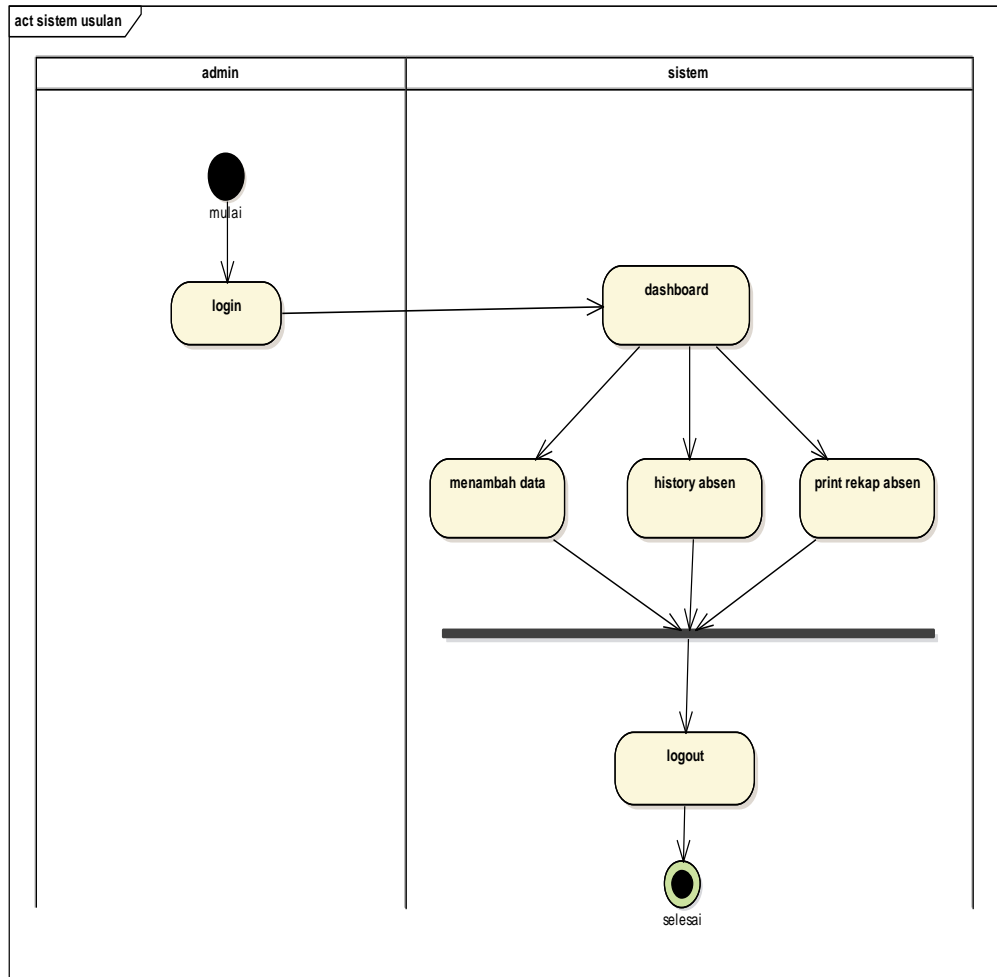 act sistem usulan
admin
sistem
mulai
login
dashboard
menambah data
history absen
print rekap absen
logout
selesai